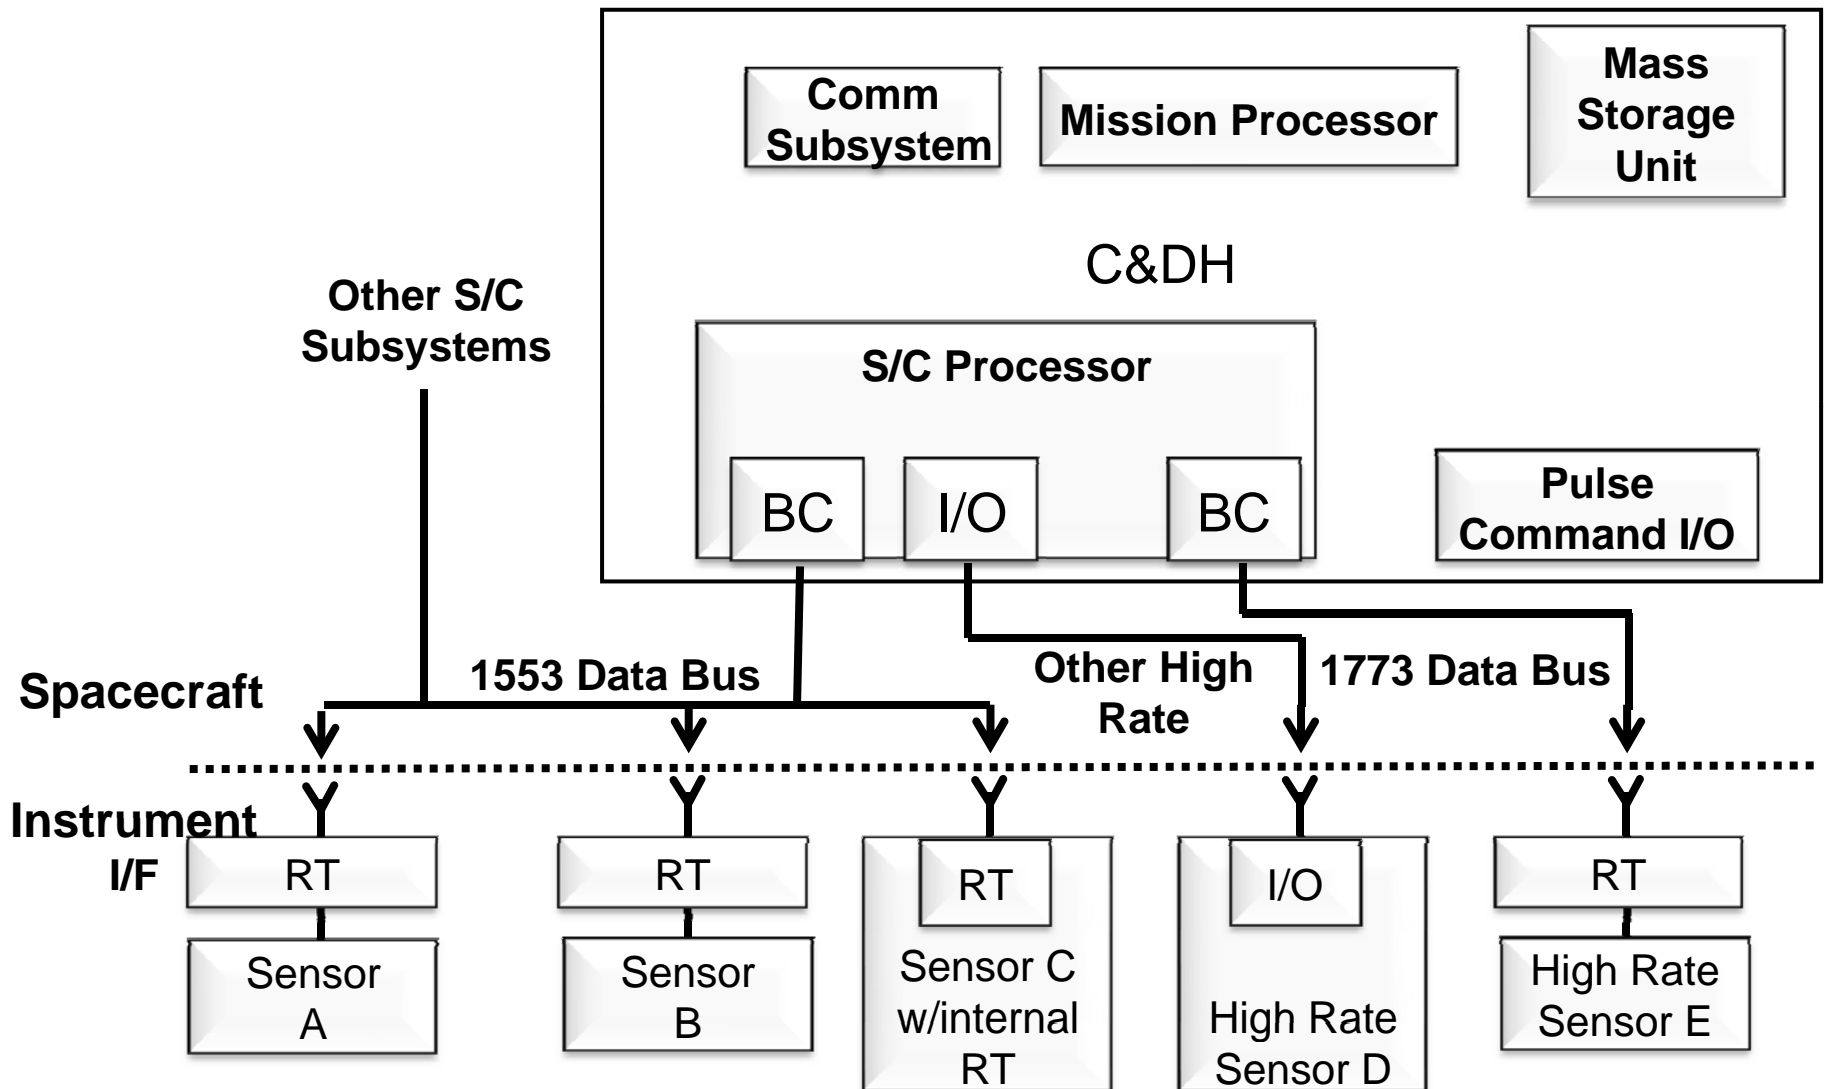 Comm
Subsystem
Mission Processor
Mass
Storage
Unit
C&DH
Other S/C
Subsystems
S/C Processor
BC
I/O
BC
Pulse
Command I/O
Spacecraft
1553 Data Bus
Other High
Rate
1773 Data Bus
Instrument
I/F
RT
RT
RT
I/O
RT
Sensor
A
Sensor
B
Sensor C
w/internal
RT
High Rate
Sensor D
High Rate
Sensor E